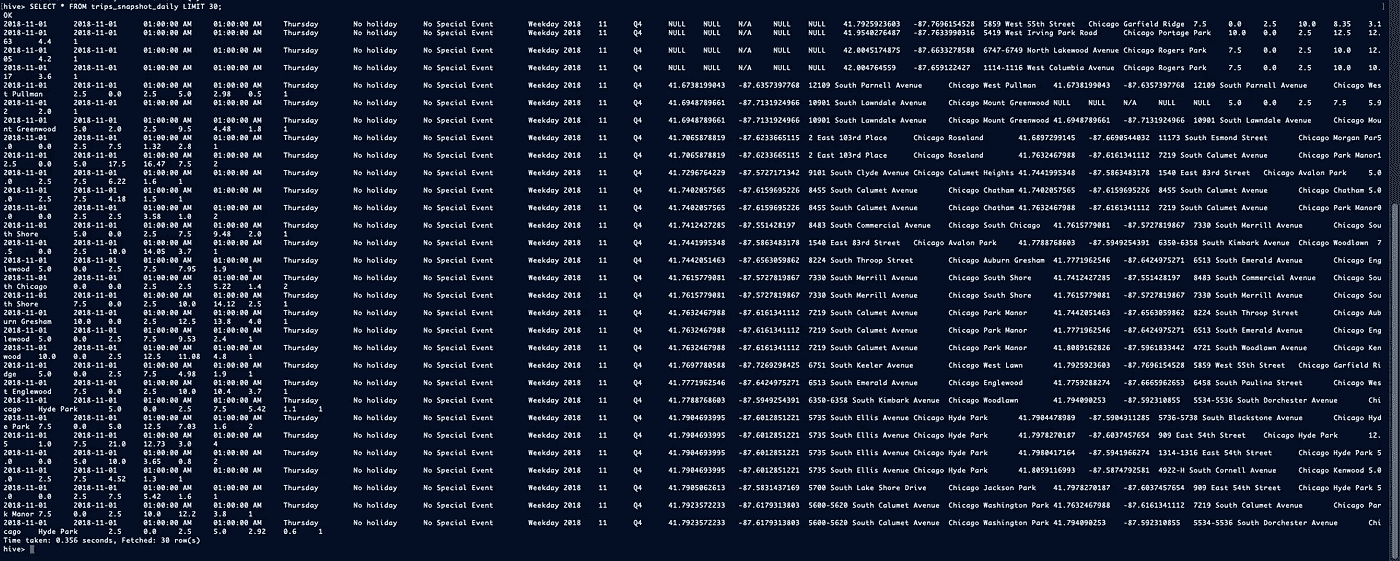 hive> SELECT * FROM trips_snapshot_daily LIMIT 30;
OK
2018-11-01 2018-11-01 01:00:00 AM 01:00:00 AM Thursday No holiday No Special Event Weekday 2018 11 Q4 NULL NULL N/A NULL NULL 41.7925923603 -87.7696154528 5859 West 55th Street Chicago Garfield Ridge 7.5 0.0 2.5 10.0 8.35 3.1 1
2018-11-01 2018-11-01 01:00:00 AM 01:00:00 AM Thursday No holiday No Special Event Weekday 2018 11 Q4 NULL NULL N/A NULL NULL 41.9540276487 -87.7633990316 5419 West Irving Park Road Chicago Portage Park 10.0 0.0 2.5 12.5 12.
63 4.4 1
2018-11-01 2018-11-01 01:00:00 AM 01:00:00 AM Thursday No holiday No Special Event Weekday 2018 11 Q4 NULL NULL N/A NULL NULL 42.0045174875 -87.6633278588 6747-6749 North Lakewood Avenue Chicago Rogers Park 7.5 0.0 2.5 10.0 12.
05 4.2 1
2018-11-01 2018-11-01 01:00:00 AM 01:00:00 AM Thursday No holiday No Special Event Weekday 2018 11 Q4 NULL NULL N/A NULL NULL 42.004764559 -87.659122427 1114-1116 West Columbia Avenue Chicago Rogers Park 7.5 0.0 2.5 10.0 10.
17 3.6 1
2018-11-01 2018-11-01 01:00:00 AM 01:00:00 AM Thursday No holiday No Special Event Weekday 2018 11 Q4 41.6738199043 -87.6357397768 12109 South Parnell Avenue Chicago West Pullman 41.6738199043 -87.6357397768 12109 South Parnell Avenue Chicago Wes
t Pullman 2.5 0.0 2.5 5.0 2.98 0.5 1
2018-11-01 2018-11-01 01:00:00 AM 01:00:00 AM Thursday No holiday No Special Event Weekday 2018 11 Q4 41.6948789661 -87.7131924966 10901 South Lawndale Avenue Chicago Mount Greenwood NULL NULL N/A NULL NULL 5.0 0.0 2.5 7.5 5.9
2 2.0 1
2018-11-01 2018-11-01 01:00:00 AM 01:00:00 AM Thursday No holiday No Special Event Weekday 2018 11 Q4 41.6948789661 -87.7131924966 10901 South Lawndale Avenue Chicago Mount Greenwood 41.6948789661 -87.7131924966 10901 South Lawndale Avenue Chicago Mou
nt Greenwood 5.0 2.0 2.5 9.5 4.48 1.8 1
2018-11-01 2018-11-01 01:00:00 AM 01:00:00 AM Thursday No holiday No Special Event Weekday 2018 11 Q4 41.7065878819 -87.6233665115 2 East 103rd Place Chicago Roseland 41.6897299145 -87.6690544032 11173 South Esmond Street Chicago Morgan Par5
.0 0.0 2.5 7.5 1.32 2.8 1
2018-11-01 2018-11-01 01:00:00 AM 01:00:00 AM Thursday No holiday No Special Event Weekday 2018 11 Q4 41.7065878819 -87.6233665115 2 East 103rd Place Chicago Roseland 41.7632467988 -87.6161341112 7219 South Calumet Avenue Chicago Park Manor1
2.5 0.0 5.0 17.5 16.47 7.5 2
2018-11-01 2018-11-01 01:00:00 AM 01:00:00 AM Thursday No holiday No Special Event Weekday 2018 11 Q4 41.7296764229 -87.5727171342 9101 South Clyde Avenue Chicago Calumet Heights 41.7441995348 -87.5863483178 1540 East 83rd Street Chicago Avalon Park 5.0
.0 2.5 7.5 6.22 1.6 1
2018-11-01 2018-11-01 01:00:00 AM 01:00:00 AM Thursday No holiday No Special Event Weekday 2018 11 Q4 41.7402057565 -87.6159695226 8455 South Calumet Avenue Chicago Chatham 41.7402057565 -87.6159695226 8455 South Calumet Avenue Chicago Chatham 5.0
.0 2.5 7.5 4.18 1.5 1
2018-11-01 2018-11-01 01:00:00 AM 01:00:00 AM Thursday No holiday No Special Event Weekday 2018 11 Q4 41.7402057565 -87.6159695226 8455 South Calumet Avenue Chicago Chatham 41.7632467988 -87.6161341112 7219 South Calumet Avenue Chicago Park Manor0
.0 0.0 2.5 2.5 3.58 1.0 2
2018-11-01 2018-11-01 01:00:00 AM 01:00:00 AM Thursday No holiday No Special Event Weekday 2018 11 Q4 41.7412427285 -87.551428197 8483 South Commercial Avenue Chicago South Chicago 41.7615779081 -87.5727819867 7330 South Merrill Avenue Chicago Sou
th Shore 5.0 0.0 2.5 7.5 9.48 2.0 1
2018-11-01 2018-11-01 01:00:00 AM 01:00:00 AM Thursday No holiday No Special Event Weekday 2018 11 Q4 41.7441995348 -87.5863483178 1540 East 83rd Street Chicago Avalon Park 41.7788768603 -87.5949254391 6350-6358 South Kimbark Avenue Chicago Woodlawn 7
.5 0.0 2.5 10.0 14.05 3.7 1
2018-11-01 2018-11-01 01:00:00 AM 01:00:00 AM Thursday No holiday No Special Event Weekday 2018 11 Q4 41.7442051463 -87.6563059862 8224 South Throop Street Chicago Auburn Gresham 41.7771962546 -87.6424975271 6513 South Emerald Avenue Chicago Eng
lewood 5.0 0.0 2.5 7.5 7.95 1.9 1
2018-11-01 2018-11-01 01:00:00 AM 01:00:00 AM Thursday No holiday No Special Event Weekday 2018 11 Q4 41.7615779081 -87.5727819867 7330 South Merrill Avenue Chicago South Shore 41.7412427285 -87.551428197 8483 South Commercial Avenue Chicago Sou
th Chicago 0.0 0.0 2.5 2.5 5.22 1.4 2
2018-11-01 2018-11-01 01:00:00 AM 01:00:00 AM Thursday No holiday No Special Event Weekday 2018 11 Q4 41.7615779081 -87.5727819867 7330 South Merrill Avenue Chicago South Shore 41.7615779081 -87.5727819867 7330 South Merrill Avenue Chicago Sou
th Shore 7.5 0.0 2.5 10.0 14.12 2.5 1
2018-11-01 2018-11-01 01:00:00 AM 01:00:00 AM Thursday No holiday No Special Event Weekday 2018 11 Q4 41.7632467988 -87.6161341112 7219 South Calumet Avenue Chicago Park Manor 41.7442051463 -87.6563059862 8224 South Throop Street Chicago Aub
urn Gresham 10.0 0.0 2.5 12.5 13.8 4.0 1
2018-11-01 2018-11-01 01:00:00 AM 01:00:00 AM Thursday No holiday No Special Event Weekday 2018 11 Q4 41.7632467988 -87.6161341112 7219 South Calumet Avenue Chicago Park Manor 41.7771962546 -87.6424975271 6513 South Emerald Avenue Chicago Eng
lewood 5.0 0.0 2.5 7.5 9.53 2.4 1
2018-11-01 2018-11-01 01:00:00 AM 01:00:00 AM Thursday No holiday No Special Event Weekday 2018 11 Q4 41.7632467988 -87.6161341112 7219 South Calumet Avenue Chicago Park Manor 41.8089162826 -87.5961833442 4721 South Woodlawn Avenue Chicago Ken
wood 10.0 0.0 2.5 12.5 11.08 4.8 1
2018-11-01 2018-11-01 01:00:00 AM 01:00:00 AM Thursday No holiday No Special Event Weekday 2018 11 Q4 41.7697780588 -87.7269298425 6751 South Keeler Avenue Chicago West Lawn 41.7925923603 -87.7696154528 5859 West 55th Street Chicago Garfield Ri
dge 5.0 0.0 2.5 7.5 4.98 1.9 1
2018-11-01 2018-11-01 01:00:00 AM 01:00:00 AM Thursday No holiday No Special Event Weekday 2018 11 Q4 41.7771962546 -87.6424975271 6513 South Emerald Avenue Chicago Englewood 41.7759288274 -87.6665962653 6458 South Paulina Street Chicago Wes
t Englewood 7.5 0.0 2.5 10.0 10.4 3.7 1
2018-11-01 2018-11-01 01:00:00 AM 01:00:00 AM Thursday No holiday No Special Event Weekday 2018 11 Q4 41.7788768603 -87.5949254391 6350-6358 South Kimbark Avenue Chicago Woodlawn 41.794090253 -87.592310855 5534-5536 South Dorchester Avenue Chi
cago Hyde Park 5.0 0.0 2.5 7.5 5.42 1.1 1
2018-11-01 2018-11-01 01:00:00 AM 01:00:00 AM Thursday No holiday No Special Event Weekday 2018 11 Q4 41.7904693995 -87.6012851221 5735 South Ellis Avenue Chicago Hyde Park 41.7904478989 -87.5904311285 5736-5738 South Blackstone Avenue Chicago Hyd
e Park 7.5 0.0 5.0 12.5 7.03 1.6 2
2018-11-01 2018-11-01 01:00:00 AM 01:00:00 AM Thursday No holiday No Special Event Weekday 2018 11 Q4 41.7904693995 -87.6012851221 5735 South Ellis Avenue Chicago Hyde Park 41.7978270187 -87.6037457654 909 East 54th Street Chicago Hyde Park 12.
5 1.0 7.5 21.0 12.73 3.0 4
2018-11-01 2018-11-01 01:00:00 AM 01:00:00 AM Thursday No holiday No Special Event Weekday 2018 11 Q4 41.7904693995 -87.6012851221 5735 South Ellis Avenue Chicago Hyde Park 41.7980417164 -87.5941966274 1314-1316 East 54th Street Chicago Hyde Park 5
.0 0.0 5.0 10.0 3.65 0.8 2
2018-11-01 2018-11-01 01:00:00 AM 01:00:00 AM Thursday No holiday No Special Event Weekday 2018 11 Q4 41.7904693995 -87.6012851221 5735 South Ellis Avenue Chicago Hyde Park 41.8059116993 -87.5874792581 4922-H South Cornell Avenue Chicago Kenwood 5.0
.0 2.5 7.5 4.52 1.3 1
2018-11-01 2018-11-01 01:00:00 AM 01:00:00 AM Thursday No holiday No Special Event Weekday 2018 11 Q4 41.7905062613 -87.5831437169 5700 South Lake Shore Drive Chicago Jackson Park 41.7978270187 -87.6037457654 909 East 54th Street Chicago Hyde Park 5
.0 0.0 2.5 7.5 5.42 1.6 1
2018-11-01 2018-11-01 01:00:00 AM 01:00:00 AM Thursday No holiday No Special Event Weekday 2018 11 Q4 41.7923572233 -87.6179313803 5600-5620 South Calumet Avenue Chicago Washington Park 41.7632467988 -87.6161341112 7219 South Calumet Avenue Chicago Par
k Manor 7.5 0.0 2.5 10.0 12.2 3.8 1
2018-11-01 2018-11-01 01:00:00 AM 01:00:00 AM Thursday No holiday No Special Event Weekday 2018 11 Q4 41.7923572233 -87.6179313803 5600-5620 South Calumet Avenue Chicago Washington Park 41.794090253 -87.592310855 5534-5536 South Dorchester Avenue Chi
cago Hyde Park 2.5 0.0 2.5 5.0 2.92 0.6 1
Time taken: 0.356 seconds, Fetched: 30 row(s)
hive>